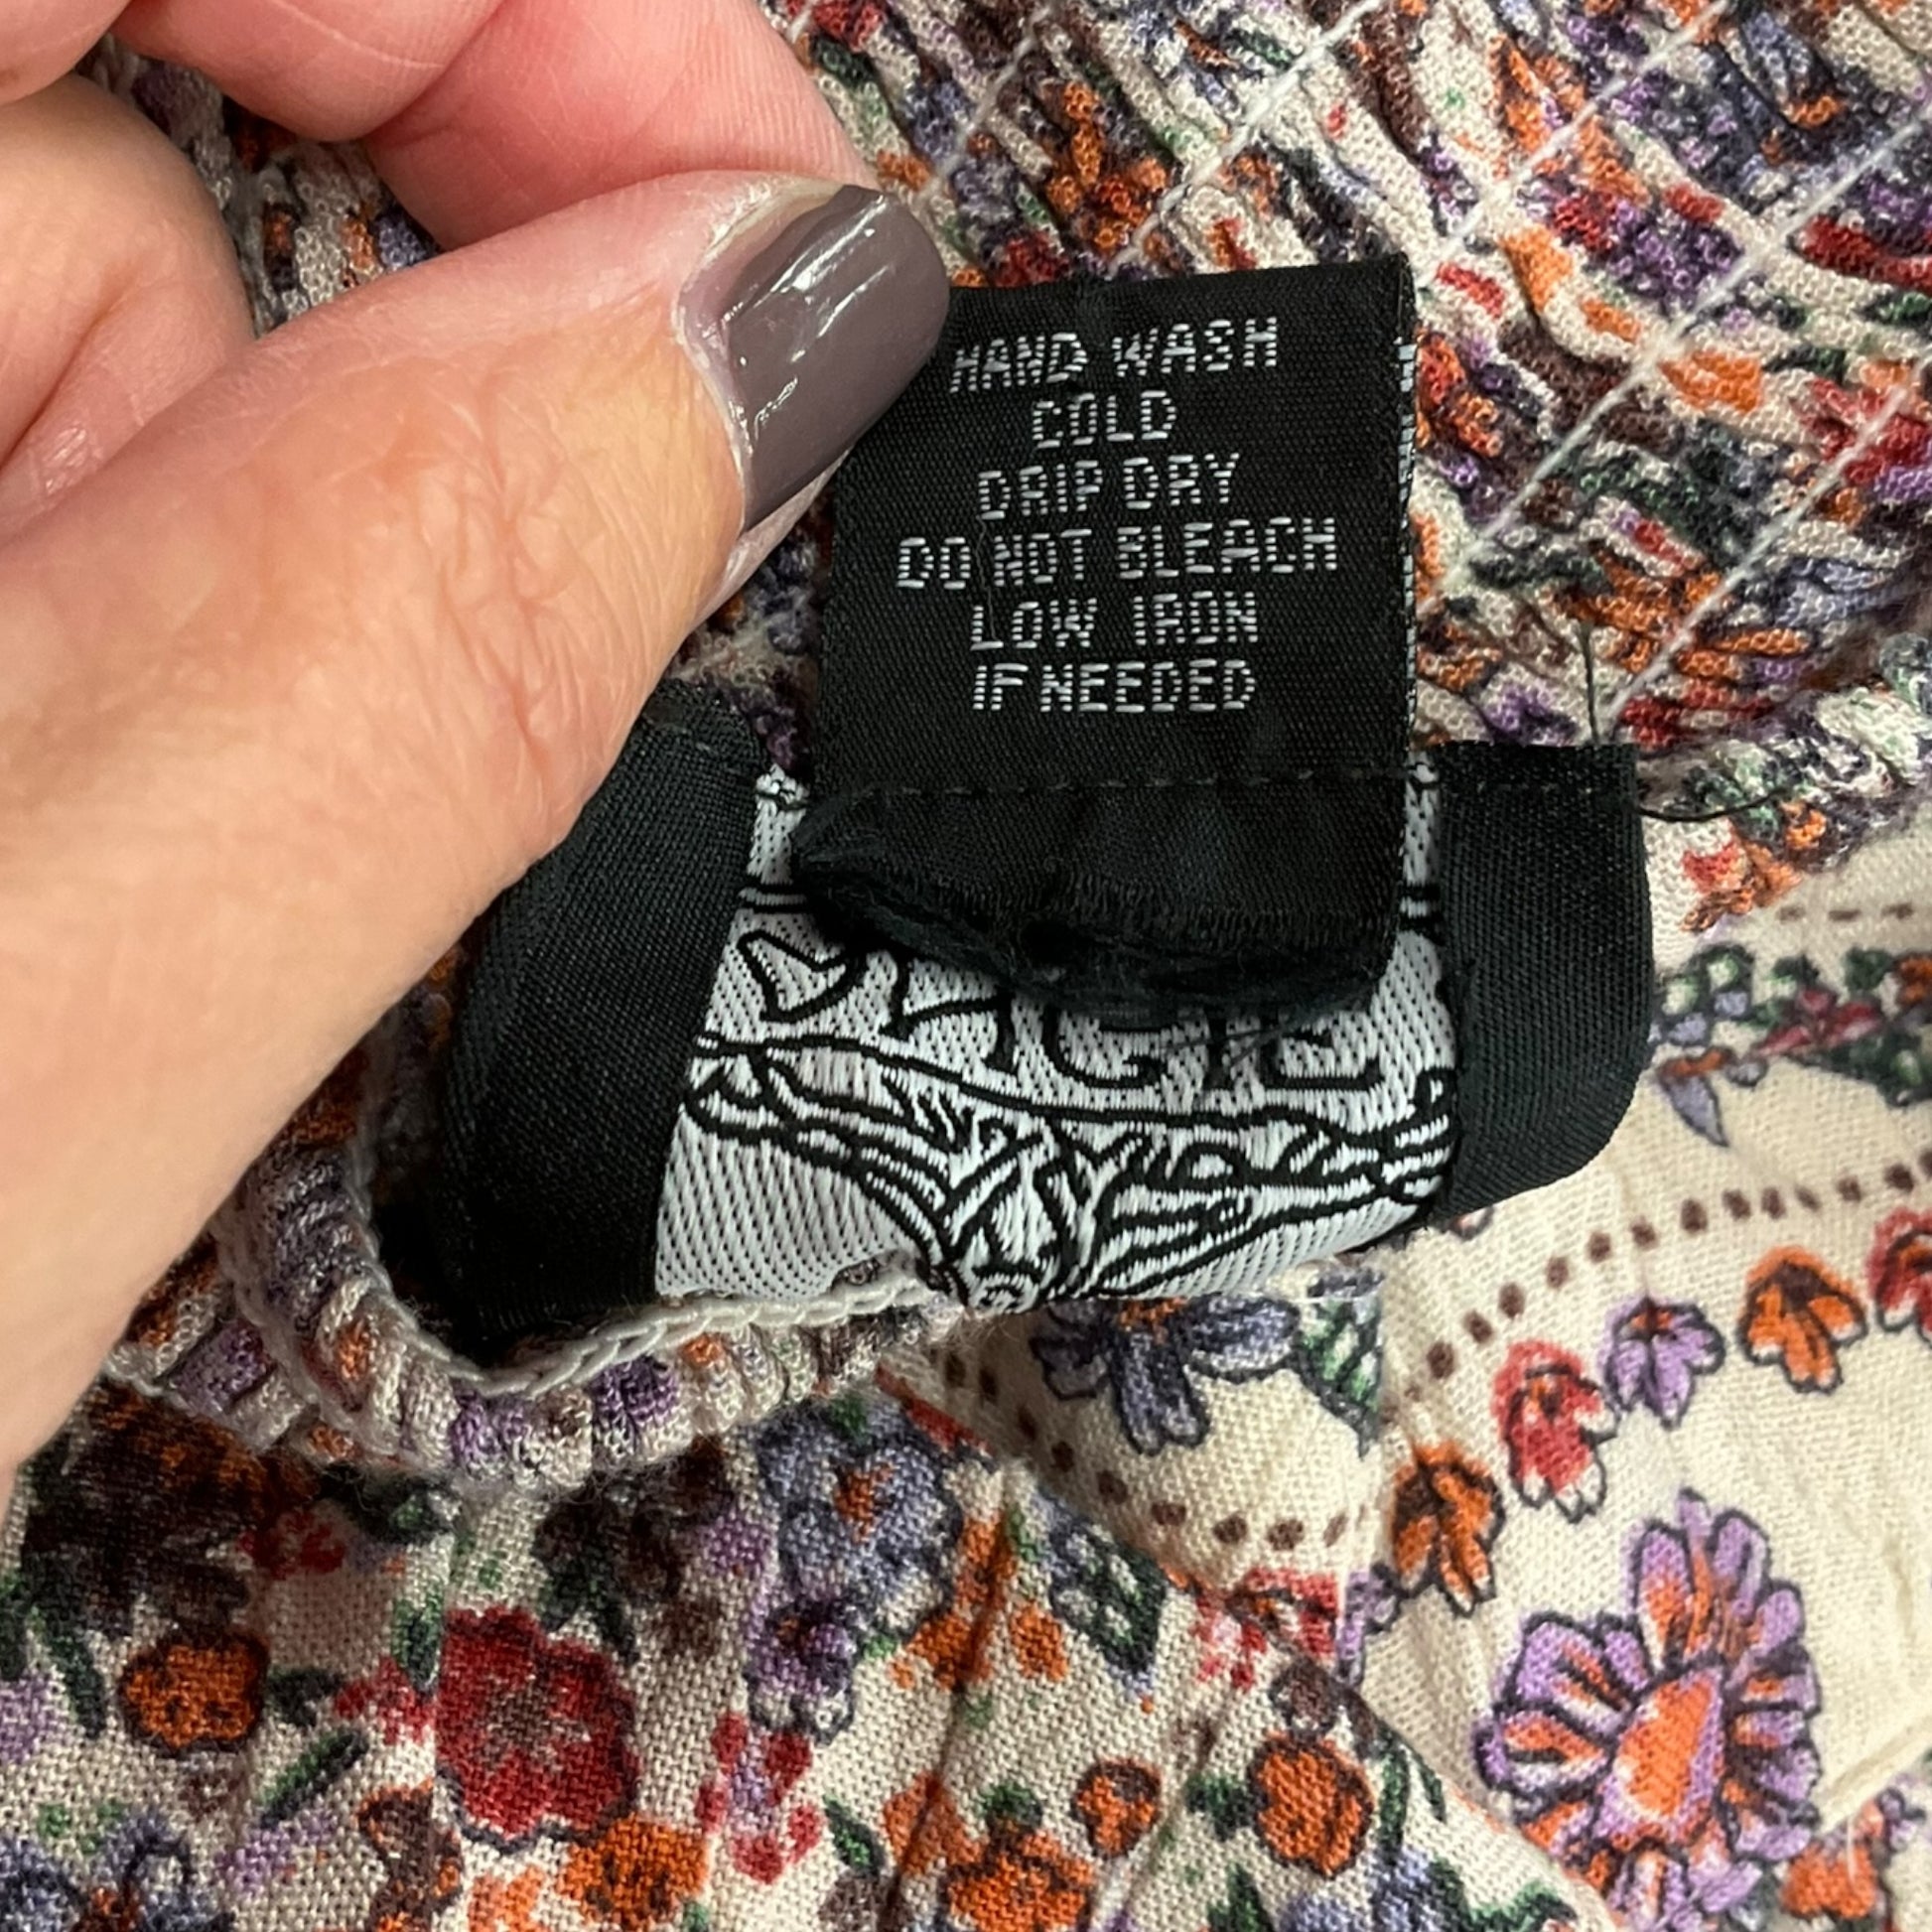 HAND WASH
COLD
DRIP DRY
DO NOT BLEACH
LOW IRON
IF NEEDED